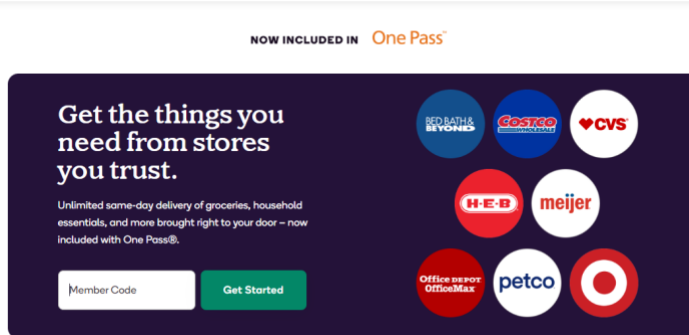 NOW INCLUDED IN One Pass™
Get the things you
need from stores
you trust.
Unlimited same-day delivery of groceries, household
essentials, and more brought right to your door – now
included with One Pass®.
Member Code
Get Started
BED BATH &
BEYOND
COSTCO
WHOLESALE
CVS
H-E-B
meijer
Office DEPOT
OfficeMax
petco